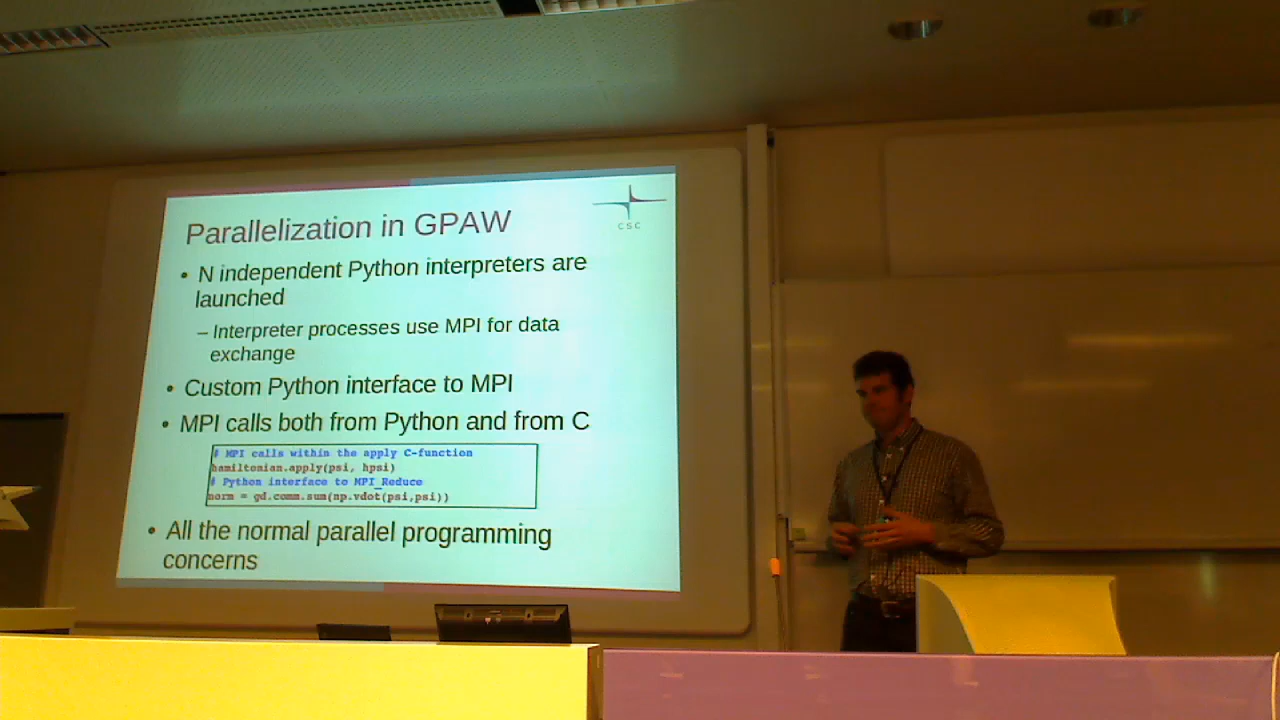 Parallelization in GPAW
CSC
• N independent Python interpreters are
launched
– Interpreter processes use MPI for data
exchange
• Custom Python interface to MPI
• MPI calls both from Python and from C
# MPI calls within the apply C-function
hamiltonian.apply(psi, hpsi)
# Python interface to MPI_Reduce
norm = gd.comm.sum(np.vdot(psi,psi))
• All the normal parallel programming
concerns